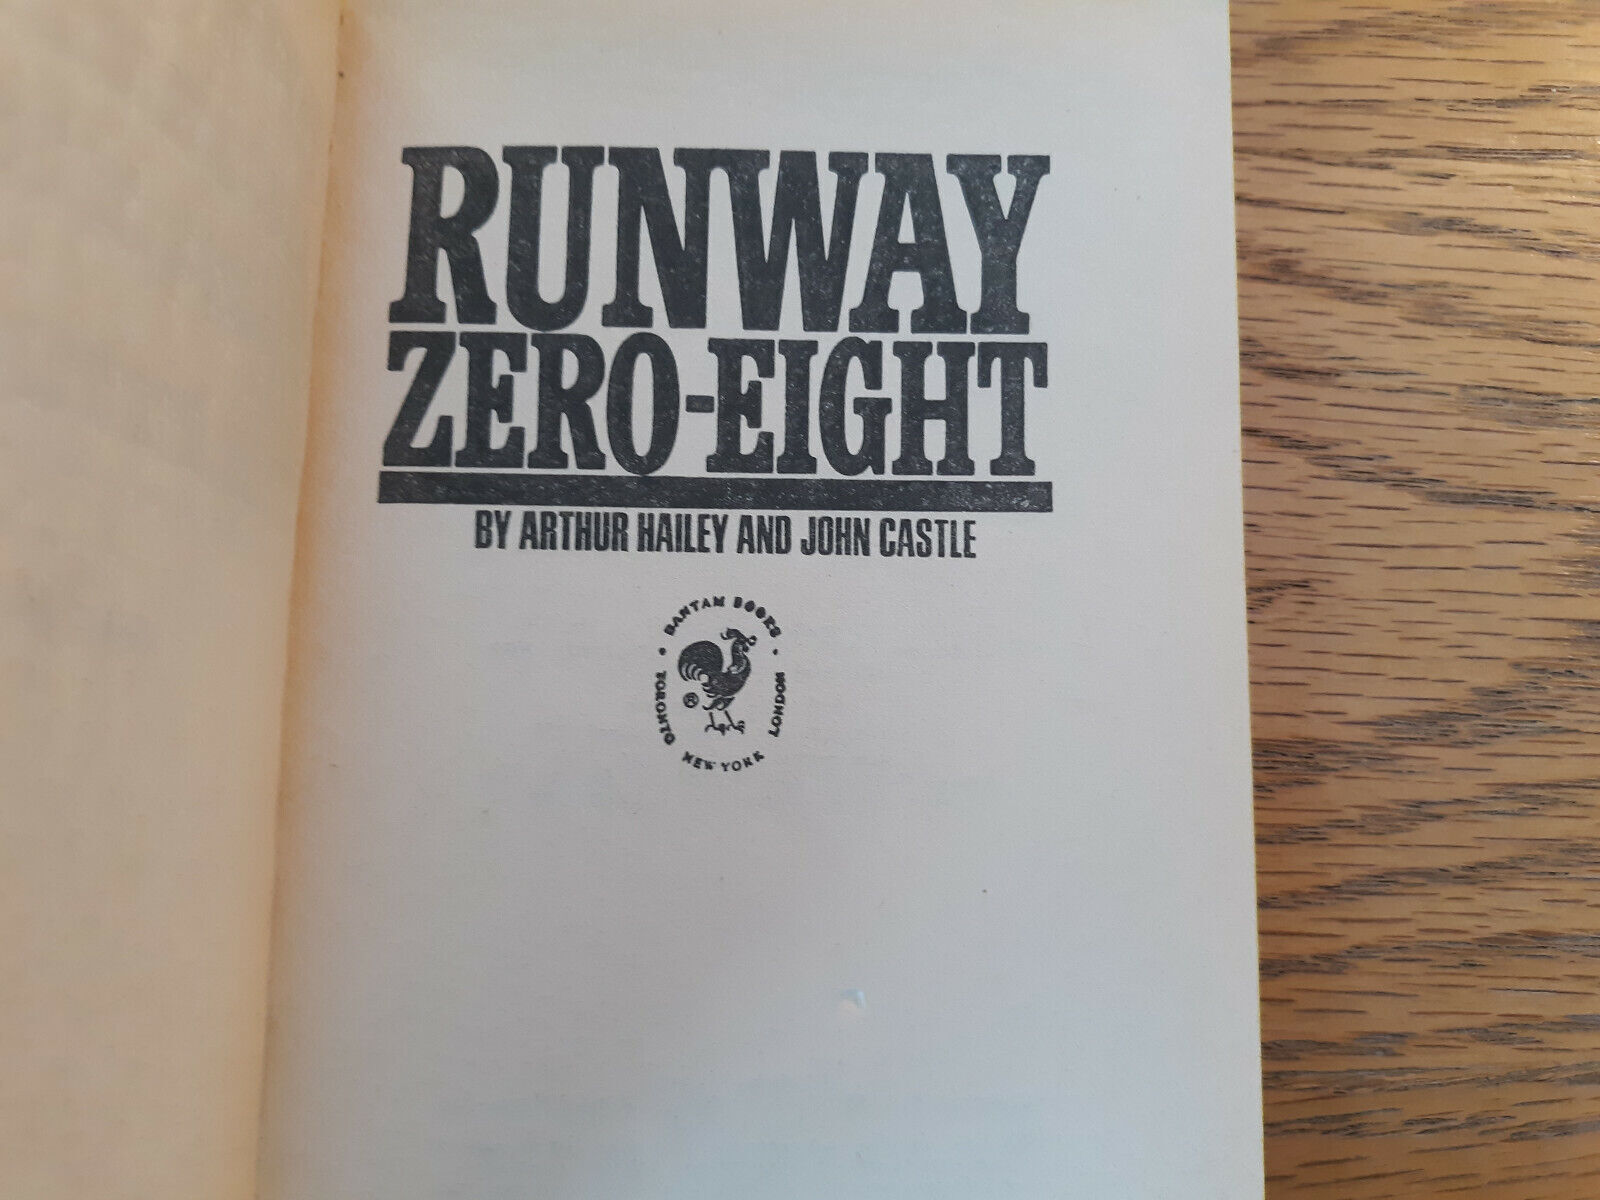 RUNWAY
ZERO-EIGHT
BY ARTHUR HAILEY AND JOHN CASTLE
BANTAM BOOKS
TORONTO • NEW YORK • LONDON
®